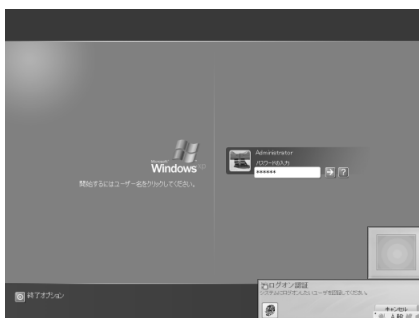 Microsoft
Windows xp
開始するにはユーザー名をクリックしてください。
Administrator
パスワードの入力
******
?
終了オプション
ログオン認証
キャンセル
A 般